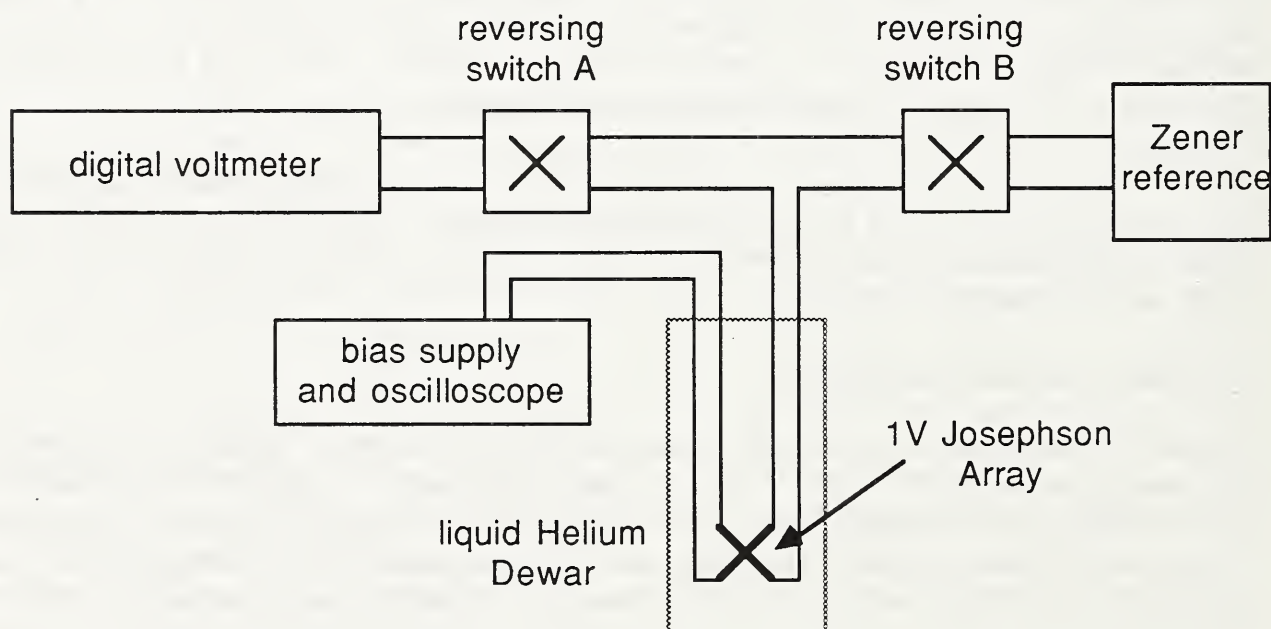 reversing
switch A
reversing
switch B
digital voltmeter
Zener
reference
bias supply
and oscilloscope
1V Josephson
Array
liquid Helium
Dewar